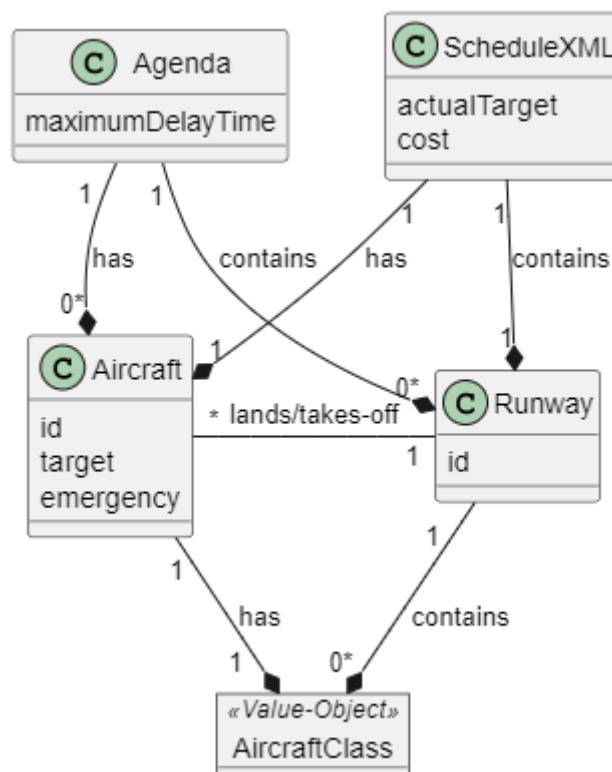 C Agenda
maximumDelayTime
C ScheduleXML
actualTarget
cost
1
1
1
1
has
contains
has
contains
0*
1
0*
1
C Aircraft
id
target
emergency
* lands/takes-off
1
C Runway
id
1
1
has
contains
1
0*
«Value-Object»
AircraftClass